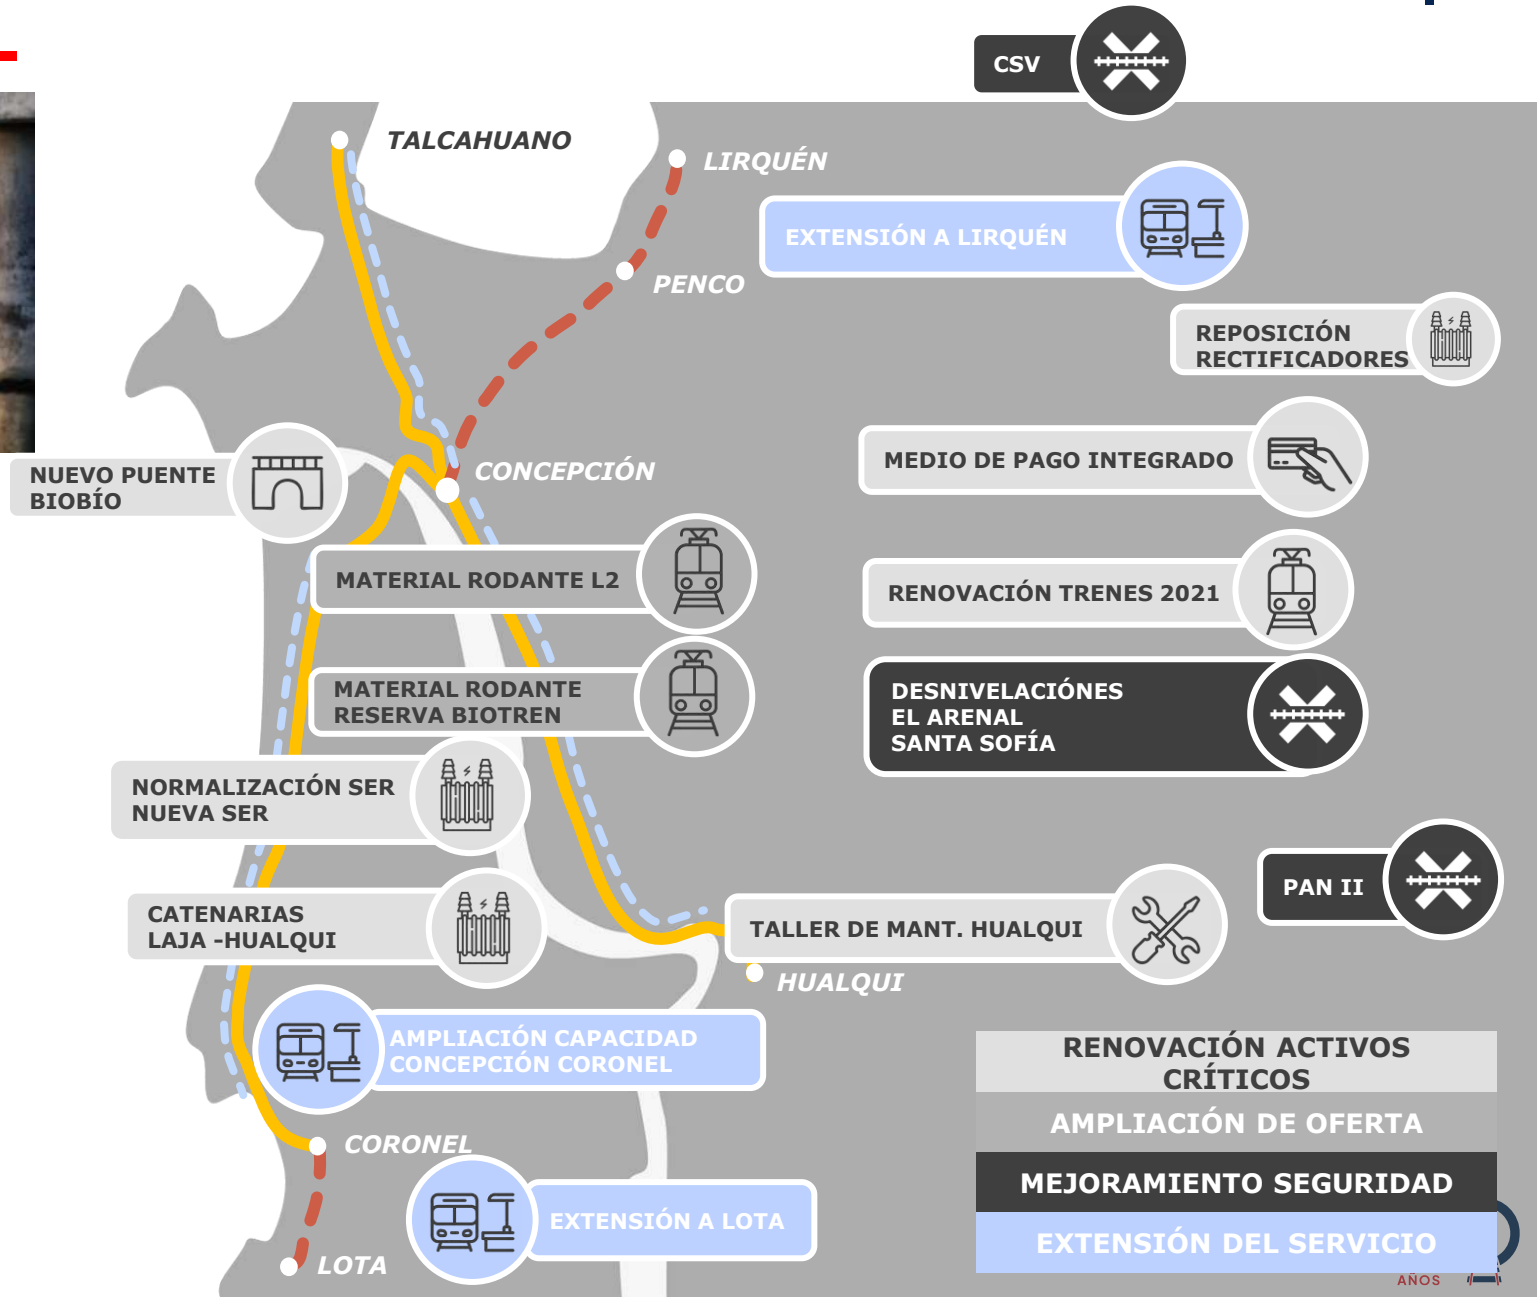 CSV
TALCAHUANO
LIRQUÉN
EXTENSIÓN A LIRQUÉN
PENCO
REPOSICIÓN
RECTIFICADORES
CONCEPCIÓN
MEDIO DE PAGO INTEGRADO
NUEVO PUENTE
BIOBÍO
MATERIAL RODANTE L2
RENOVACIÓN TRENES 2021
MATERIAL RODANTE
RESERVA BIOTREN
DESNIVELACIÓNES
EL ARENAL
SANTA SOFÍA
NORMALIZACIÓN SER
NUEVA SER
PAN II
CATENARIAS
LAJA -HUALQUI
TALLER DE MANT. HUALQUI
HUALQUI
AMPLIACIÓN CAPACIDAD
CONCEPCIÓN CORONEL
RENOVACIÓN ACTIVOS
CRÍTICOS
AMPLIACIÓN DE OFERTA
CORONEL
MEJORAMIENTO SEGURIDAD
EXTENSIÓN A LOTA
EXTENSIÓN DEL SERVICIO
LOTA
AÑOS